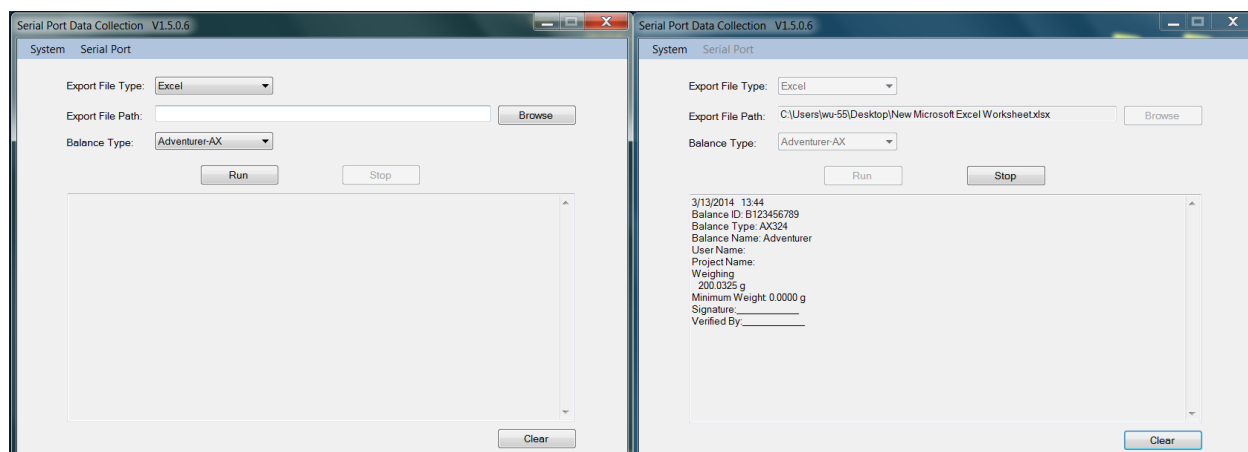 Serial Port Data Collection V1.5.0.6
System Serial Port
Export File Type: Excel
Export File Path: Browse
Balance Type: Adventurer-AX
Run Stop
Clear
Serial Port Data Collection V1.5.0.6
System Serial Port
Export File Type: Excel
Export File Path: C:\Users\wu-55\Desktop\New Microsoft Excel Worksheet.xlsx Browse
Balance Type: Adventurer-AX
Run Stop
3/13/2014 13:44
Balance ID: B123456789
Balance Type: AX324
Balance Name: Adventurer
User Name:
Project Name:
Weighing
200.0325 g
Minimum Weight: 0.0000 g
Signature:____________
Verified By:____________
Clear